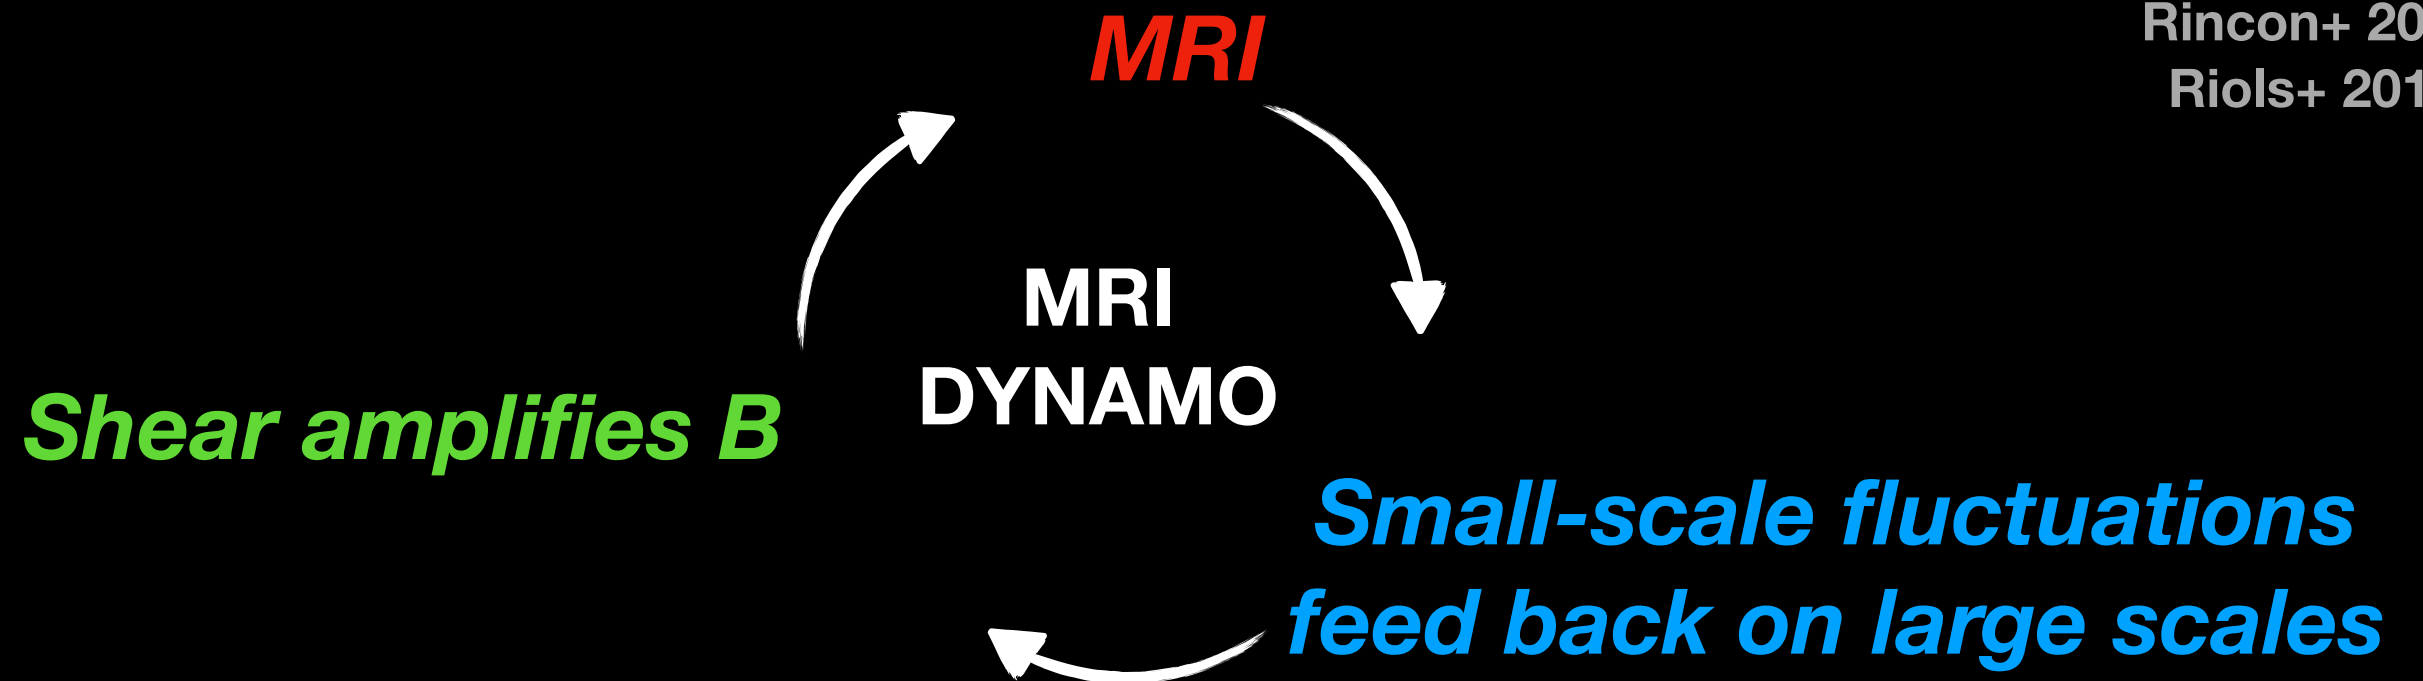 MRI
Rincon+ 20
Riols+ 201
MRI
DYNAMO
Shear amplifies B
Small-scale fluctuations
feed back on large scales